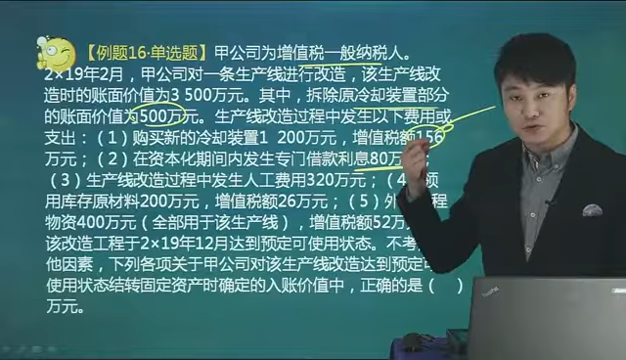 【例题16·单选题】甲公司为增值税一般纳税人。
2×19年2月，甲公司对一条生产线进行改造，该生产线改
造时的账面价值为3 500万元。其中，拆除原冷却装置部分
的账面价值为500万元。生产线改造过程中发生以下费用或
支出：（1）购买新的冷却装置1 200万元，增值税额156
万元；（2）在资本化期间内发生专门借款利息80万
（3）生产线改造过程中发生人工费用320万元；（4
用库存原材料200万元，增值税额26万元；（5）外
物资400万元（全部用于该生产线），增值税额52万
该改造工程于2×19年12月达到预定可使用状态。不考
他因素，下列各项关于甲公司对该生产线改造达到预定
使用状态结转固定资产时确定的入账价值中，正确的是（ ）
万元。
ThinkPad